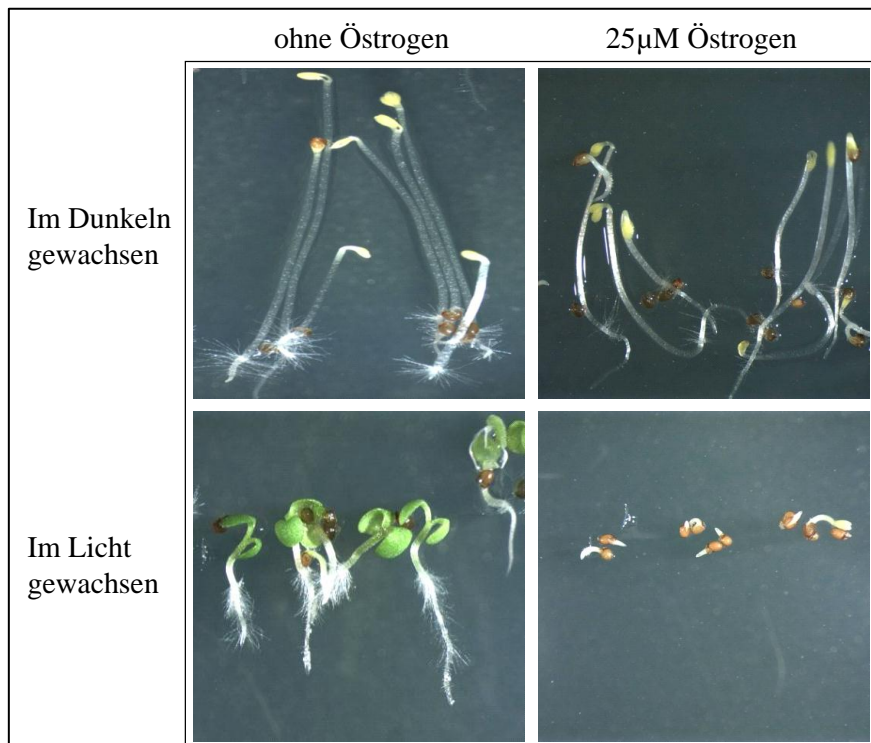 ohne Östrogen
25µM Östrogen
Im Dunkeln
gewachsen
Im Licht
gewachsen